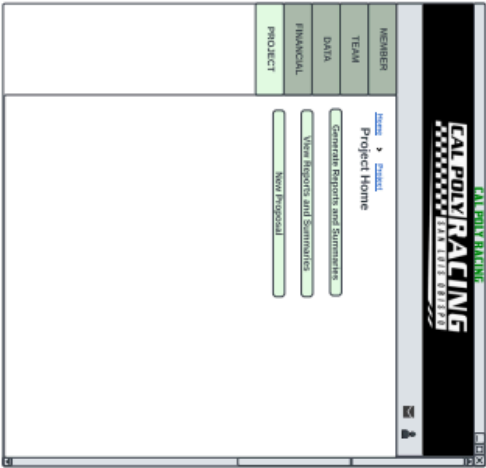 CAL POLY RACING
CAL POLY RACING
SAN LUIS OBISPO
MEMBER
TEAM
DATA
FINANCIAL
PROJECT
Home > Project
Project Home
Generate Reports and Summaries
View Reports and Summaries
New Proposal